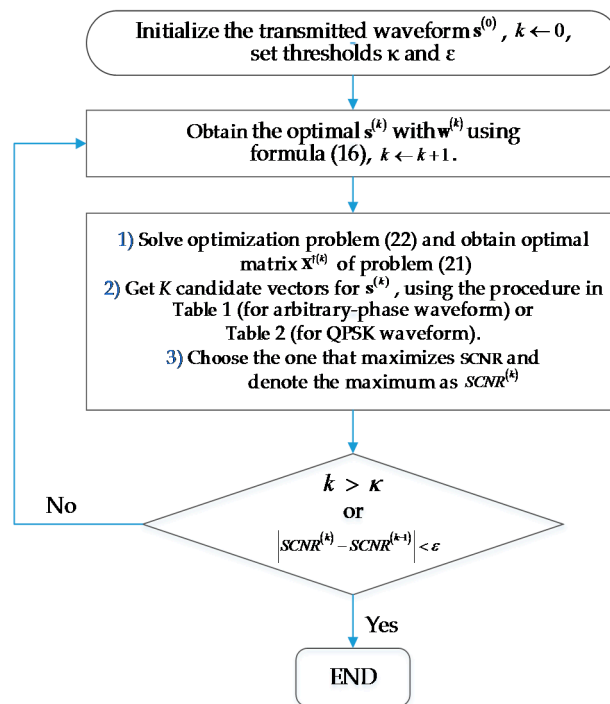 Initialize the transmitted waveform s^(0) , k ← 0,
set thresholds κ and ε
Obtain the optimal s^(k) with w^(k) using
formula (16), k ← k+1.
1) Solve optimization problem (22) and obtain optimal
matrix X^†(k) of problem (21)
2) Get K candidate vectors for s^(k) , using the procedure in
Table 1 (for arbitrary-phase waveform) or
Table 2 (for QPSK waveform).
3) Choose the one that maximizes SCNR and
denote the maximum as SCNR^(k)
k > κ
or
|SCNR^(k) − SCNR^(k-1)| < ε
No
Yes
END